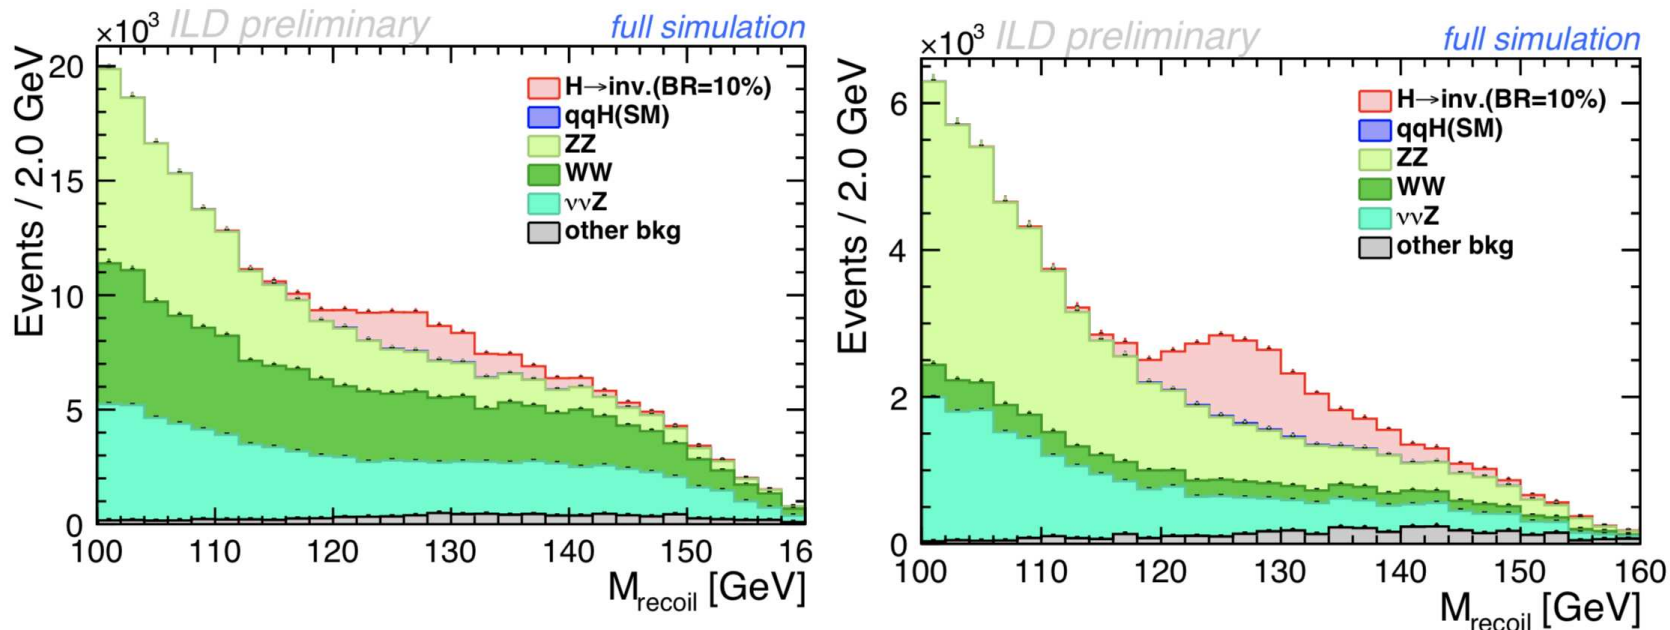 ×10³ ILD preliminary full simulation
Events / 2.0 GeV
20
15
10
5
0
H→inv.(BR=10%)
qqH(SM)
ZZ
WW
ννZ
other bkg
100 110 120 130 140 150 16
M_recoil [GeV]
×10³ ILD preliminary full simulation
Events / 2.0 GeV
6
4
2
0
H→inv.(BR=10%)
qqH(SM)
ZZ
WW
ννZ
other bkg
100 110 120 130 140 150 160
M_recoil [GeV]